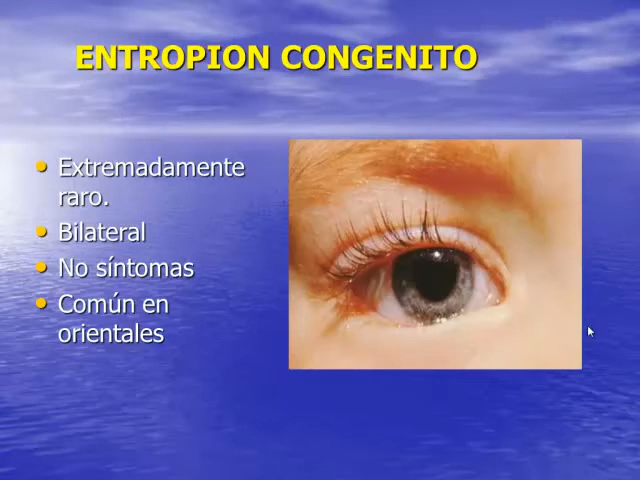 ENTROPION CONGENITO
• Extremadamente
raro.
• Bilateral
• No síntomas
• Común en
orientales